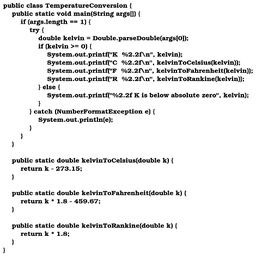 public class TemperatureConversion {
public static void main(String args[]) {
if (args.length == 1) {
try {
double kelvin = Double.parseDouble(args[0]);
if (kelvin >= 0) {
System.out.printf("K  %2.2f\n", kelvin);
System.out.printf("C  %2.2f\n", kelvinToCelsius(kelvin));
System.out.printf("F  %2.2f\n", kelvinToFahrenheit(kelvin));
System.out.printf("R  %2.2f\n", kelvinToRankine(kelvin));
} else {
System.out.printf("%2.2f K is below absolute zero", kelvin);
}
} catch (NumberFormatException e) {
System.out.println(e);
}
}
}
public static double kelvinToCelsius(double k) {
return k - 273.15;
}
public static double kelvinToFahrenheit(double k) {
return k * 1.8 - 459.67;
}
public static double kelvinToRankine(double k) {
return k * 1.8;
}
}